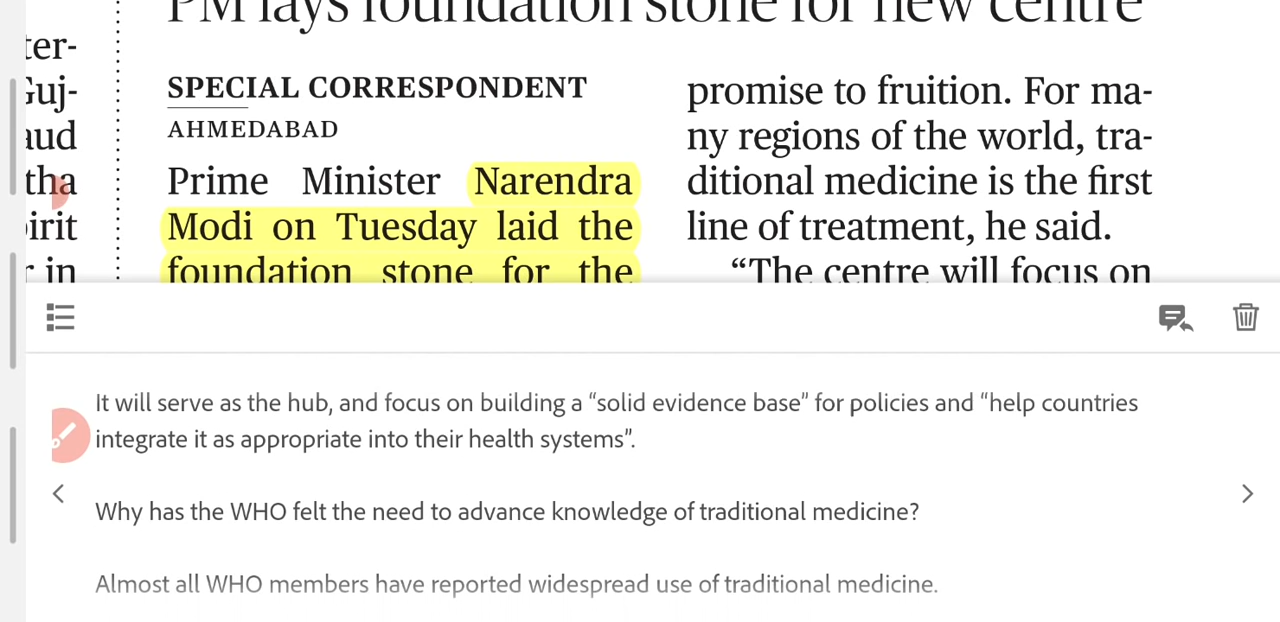 PM lays foundation stone for new centre
ter-
Guj-
aud
tha
pirit
r in
SPECIAL CORRESPONDENT
AHMEDABAD
Prime Minister Narendra
Modi on Tuesday laid the
foundation stone for the
promise to fruition. For ma-
ny regions of the world, tra-
ditional medicine is the first
line of treatment, he said.
“The centre will focus on
It will serve as the hub, and focus on building a “solid evidence base” for policies and “help countries
integrate it as appropriate into their health systems”.
Why has the WHO felt the need to advance knowledge of traditional medicine?
Almost all WHO members have reported widespread use of traditional medicine.